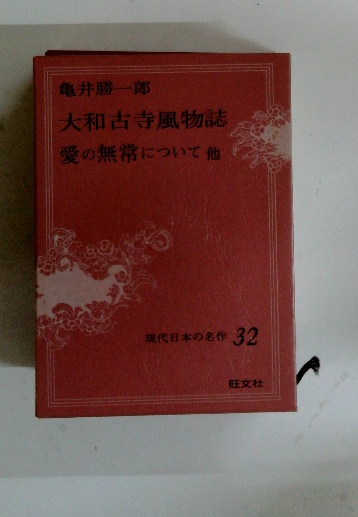 亀井勝一郎
大和古寺風物誌
愛の無常について 他
現代日本の名作 32
旺文社